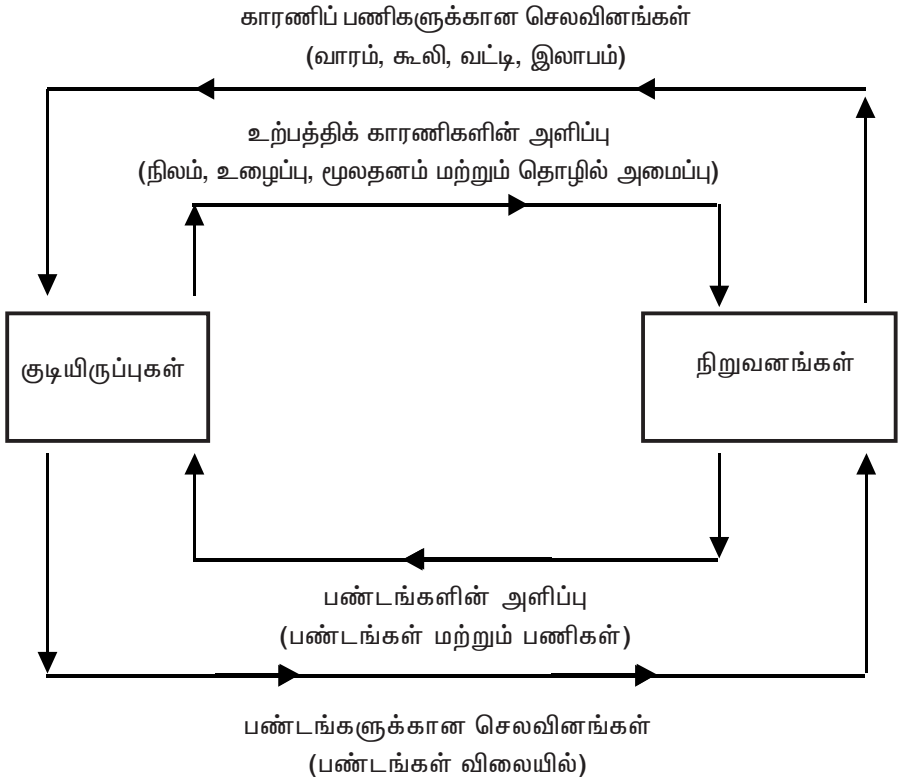 காரணிப் பணிகளுக்கான செலவினங்கள்
(வாரம், கூலி, வட்டி, இலாபம்)
உற்பத்திக் காரணிகளின் அளிப்பு
(நிலம், உழைப்பு, மூலதனம் மற்றும் தொழில் அமைப்பு)
குடியிருப்புகள்
நிறுவனங்கள்
பண்டங்களின் அளிப்பு
(பண்டங்கள் மற்றும் பணிகள்)
பண்டங்களுக்கான செலவினங்கள்
(பண்டங்கள் விலையில்)